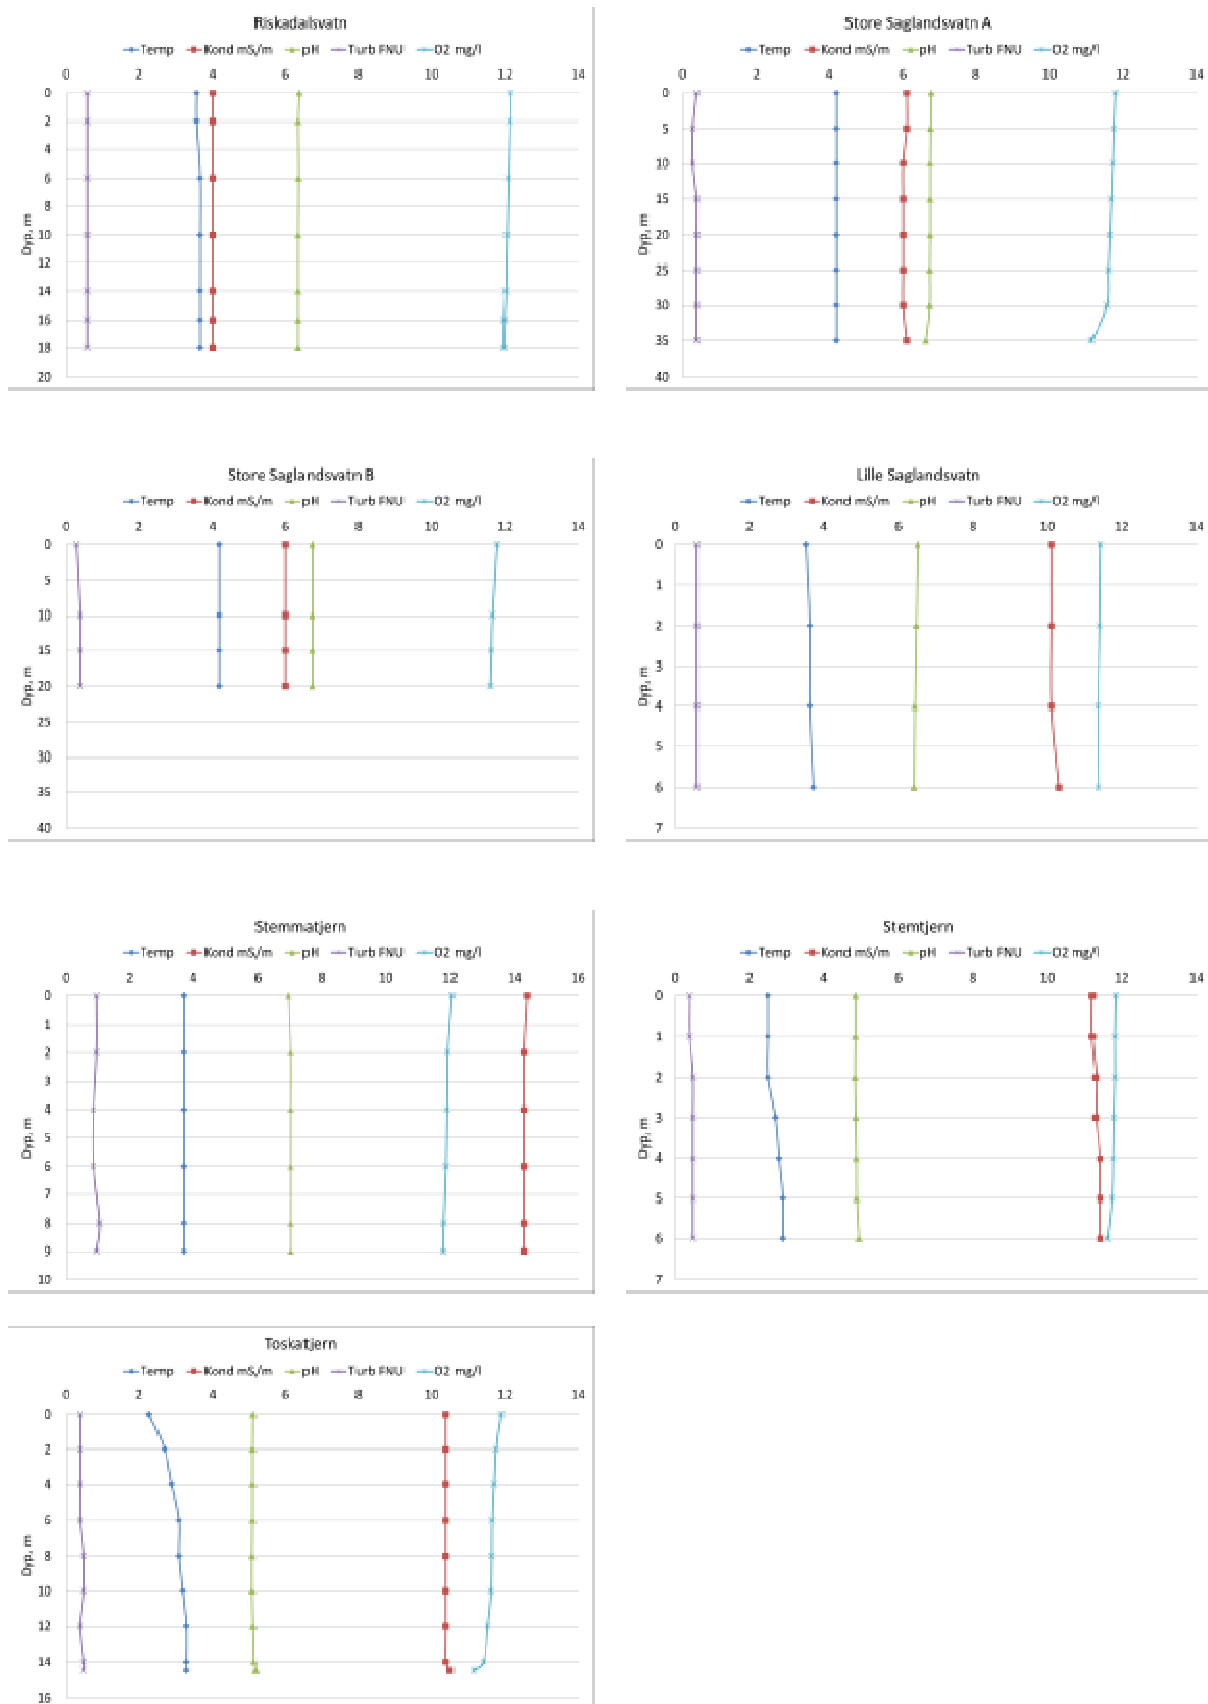 Riskadalsvatn
Temp Kond mS/m pH Turb FNU O2 mg/l
0 2 4 6 8 10 12 14
0
2
4
6
8
10
12
14
16
18
20
Dyp, m
Store Saglandsvatn A
Temp Kond mS/m pH Turb FNU O2 mg/l
0 2 4 6 8 10 12 14
0
5
10
15
20
25
30
35
40
Dyp, m
Store Saglandsvatn B
Temp Kond mS/m pH Turb FNU O2 mg/l
0 2 4 6 8 10 12 14
0
5
10
15
20
25
30
35
40
Dyp, m
Lille Saglandsvatn
Temp Kond mS/m pH Turb FNU O2 mg/l
0 2 4 6 8 10 12 14
0
1
2
3
4
5
6
7
Dyp, m
Stemmatjern
Temp Kond mS/m pH Turb FNU O2 mg/l
0 2 4 6 8 10 12 14 16
0
1
2
3
4
5
6
7
8
9
10
Dyp, m
Stemtjern
Temp Kond mS/m pH Turb FNU O2 mg/l
0 2 4 6 8 10 12 14
0
1
2
3
4
5
6
7
Dyp, m
Toskatjern
Temp Kond mS/m pH Turb FNU O2 mg/l
0 2 4 6 8 10 12 14
0
2
4
6
8
10
12
14
16
Dyp, m